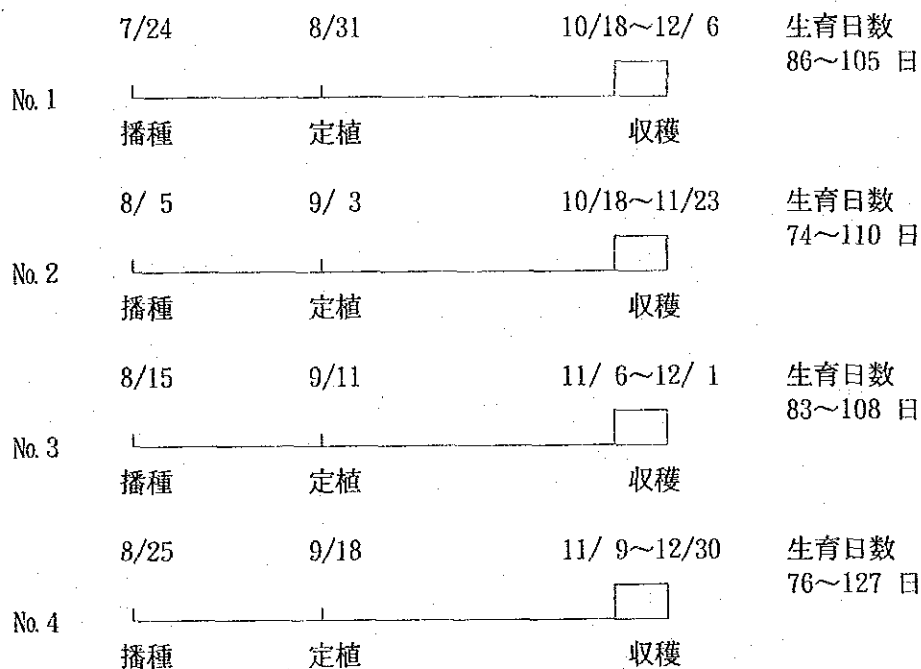 7/24 8/31 10/18~12/ 6 生育日数
86~105 日
No. 1
播種 定植 収穫
8/ 5 9/ 3 10/18~11/23 生育日数
74~110 日
No. 2
播種 定植 収穫
8/15 9/11 11/ 6~12/ 1 生育日数
83~108 日
No. 3
播種 定植 収穫
8/25 9/18 11/ 9~12/30 生育日数
76~127 日
No. 4
播種 定植 収穫